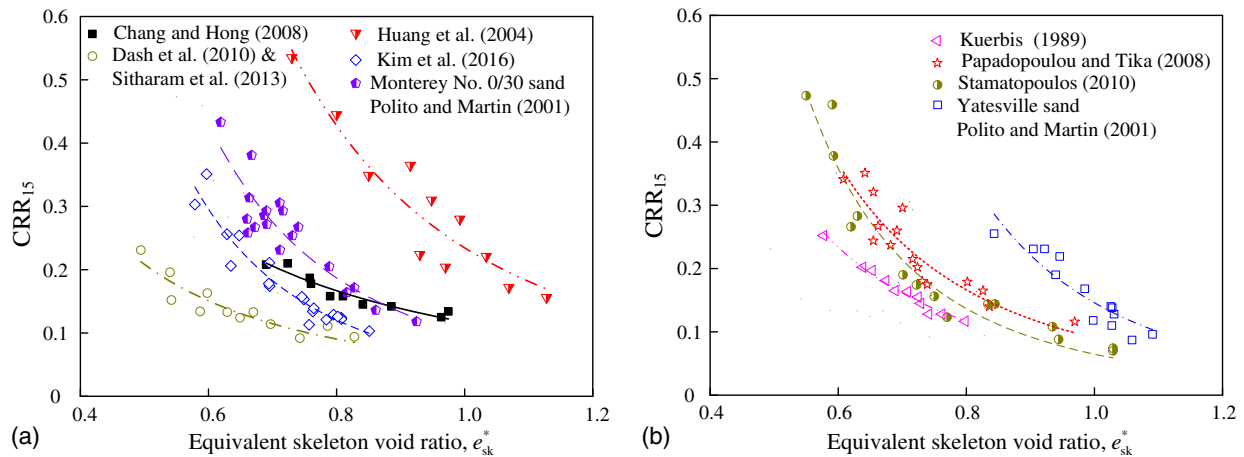 0.6
0.5
0.4
0.3
0.2
0.1
0
CRR15
Chang and Hong (2008)
Dash et al. (2010) &
Sitharam et al. (2013)
Huang et al. (2004)
Kim et al. (2016)
Monterey No. 0/30 sand
Polito and Martin (2001)
0.4 0.6 0.8 1.0 1.2
(a) Equivalent skeleton void ratio, e*sk
0.6
0.5
0.4
0.3
0.2
0.1
0
CRR15
Kuerbis (1989)
Papadopoulou and Tika (2008)
Stamatopoulos (2010)
Yatesville sand
Polito and Martin (2001)
0.4 0.6 0.8 1.0 1.2
(b) Equivalent skeleton void ratio, e*sk